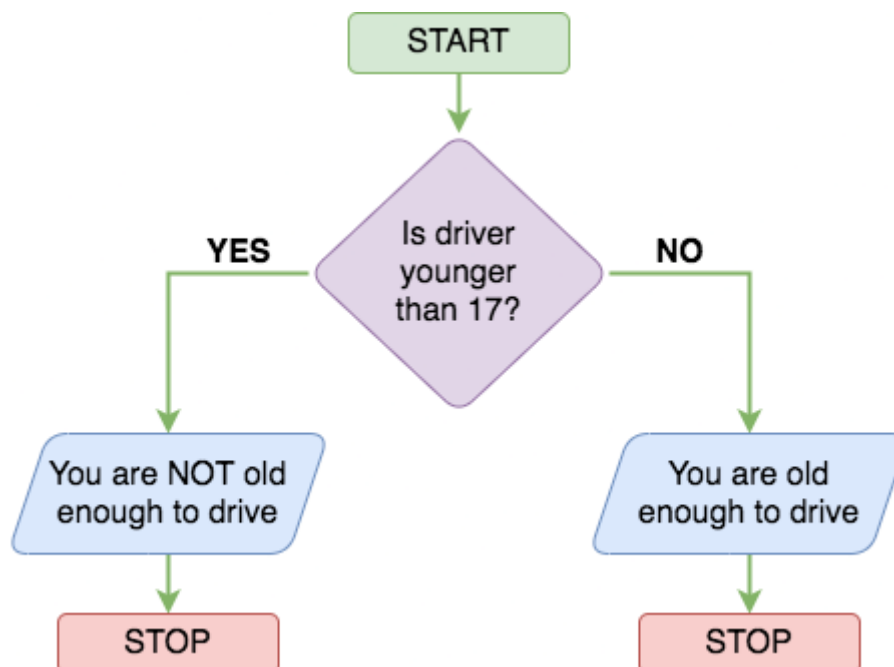 START
Is driver
younger
than 17?
YES
NO
You are NOT old
enough to drive
You are old
enough to drive
STOP
STOP